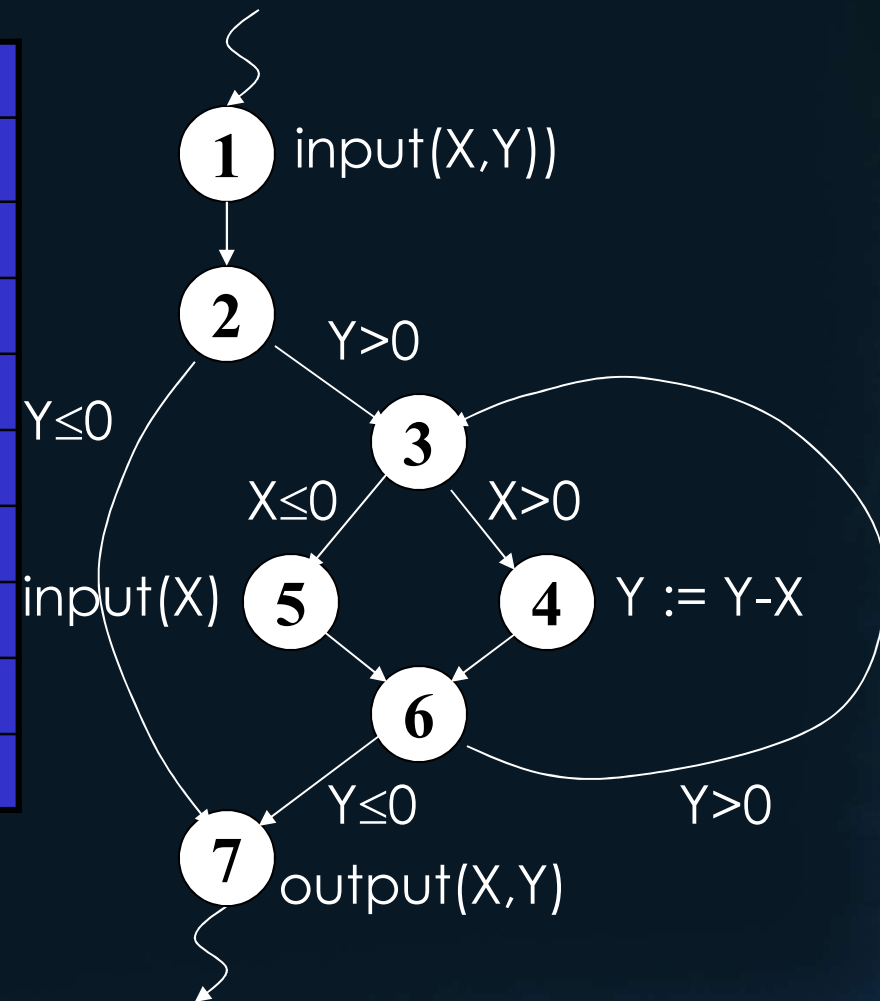 1 input(X,Y))
2
Y>0
Y≤0
3
X≤0 X>0
input(X) 5 4 Y := Y-X
6
Y≤0 Y>0
7
output(X,Y)